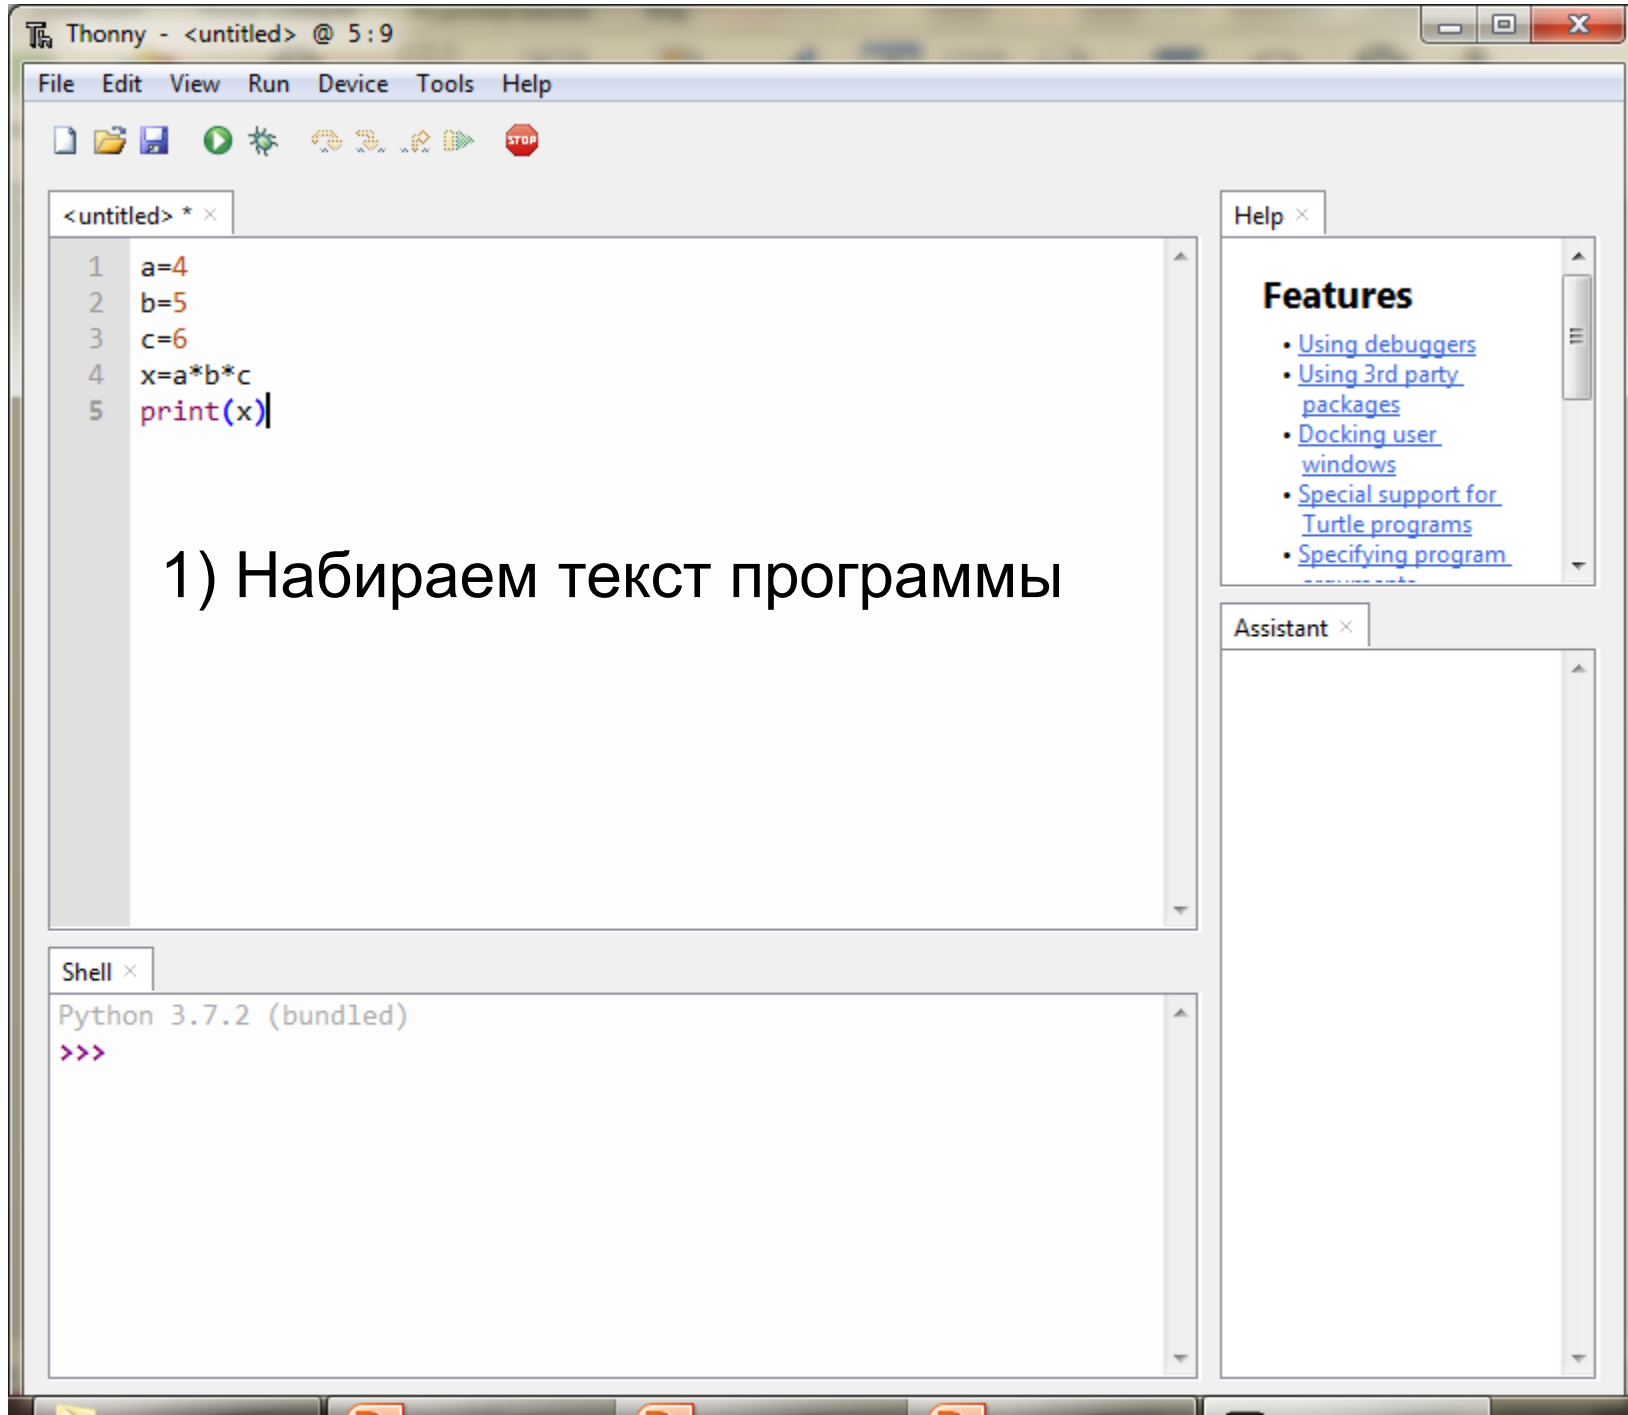 Thonny - <untitled> @ 5:9
File Edit View Run Device Tools Help
STOP
<untitled> *
1 a=4
2 b=5
3 c=6
4 x=a*b*c
5 print(x)
1) Набираем текст программы
Shell
Python 3.7.2 (bundled)
>>>
Help
Features
• Using debuggers
• Using 3rd party
packages
• Docking user
windows
• Special support for
Turtle programs
• Specifying program
Assistant